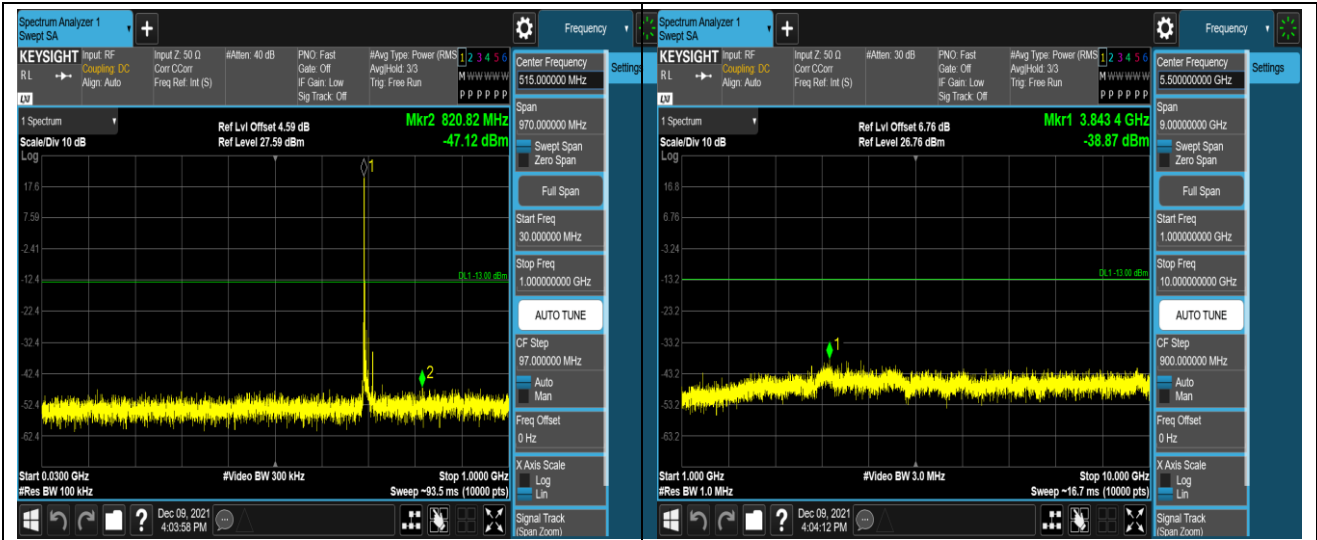 Spectrum Analyzer 1
Swept SA
+
Frequency
KEYSIGHT
Input: RF
Input Z: 50 Ω
#Atten: 40 dB
PNO: Fast
#Avg Type: Power (RMS
1 2 3 4 5 6
RL
Coupling: DC
Corr CCorr
Gate: Off
Avg|Hold: 3/3
M W W W W W
Align: Auto
Freq Ref: Int (S)
IF Gain: Low
Trig: Free Run
Sig Track: Off
P P P P P P
LXI
Center Frequency
515.000000 MHz
Settings
1 Spectrum
Ref Lvl Offset 4.59 dB
Mkr2 820.82 MHz
Scale/Div 10 dB
Ref Level 27.59 dBm
-47.12 dBm
Log
17.6
7.59
-2.41
-12.4
-22.4
-32.4
-42.4
-52.4
-62.4
1
DL1 -13.00 dBm
2
Start 0.0300 GHz
#Video BW 300 kHz
Stop 1.0000 GHz
#Res BW 100 kHz
Sweep ~93.5 ms (10000 pts)
Span
970.000000 MHz
Swept Span
Zero Span
Full Span
Start Freq
30.000000 MHz
Stop Freq
1.000000000 GHz
AUTO TUNE
CF Step
97.000000 MHz
Auto
Man
Freq Offset
0 Hz
X Axis Scale
Log
Lin
Signal Track
(Span Zoom)
?
Dec 09, 2021
4:03:58 PM
Spectrum Analyzer 1
Swept SA
+
Frequency
KEYSIGHT
Input: RF
Input Z: 50 Ω
#Atten: 30 dB
PNO: Fast
#Avg Type: Power (RMS
1 2 3 4 5 6
RL
Coupling: DC
Corr CCorr
Gate: Off
Avg|Hold: 3/3
M W W W W W
Align: Auto
Freq Ref: Int (S)
IF Gain: Low
Trig: Free Run
Sig Track: Off
P P P P P P
LXI
Center Frequency
5.500000000 GHz
Settings
1 Spectrum
Ref Lvl Offset 6.76 dB
Mkr1 3.843 4 GHz
Scale/Div 10 dB
Ref Level 26.76 dBm
-38.87 dBm
Log
16.8
6.76
-3.24
-13.2
-23.2
-33.2
-43.2
-53.2
-63.2
DL1 -13.00 dBm
1
Start 1.000 GHz
#Video BW 3.0 MHz
Stop 10.000 GHz
#Res BW 1.0 MHz
Sweep ~16.7 ms (10000 pts)
Span
9.00000000 GHz
Swept Span
Zero Span
Full Span
Start Freq
1.000000000 GHz
Stop Freq
10.000000000 GHz
AUTO TUNE
CF Step
900.000000 MHz
Auto
Man
Freq Offset
0 Hz
X Axis Scale
Log
Lin
Signal Track
(Span Zoom)
?
Dec 09, 2021
4:04:12 PM